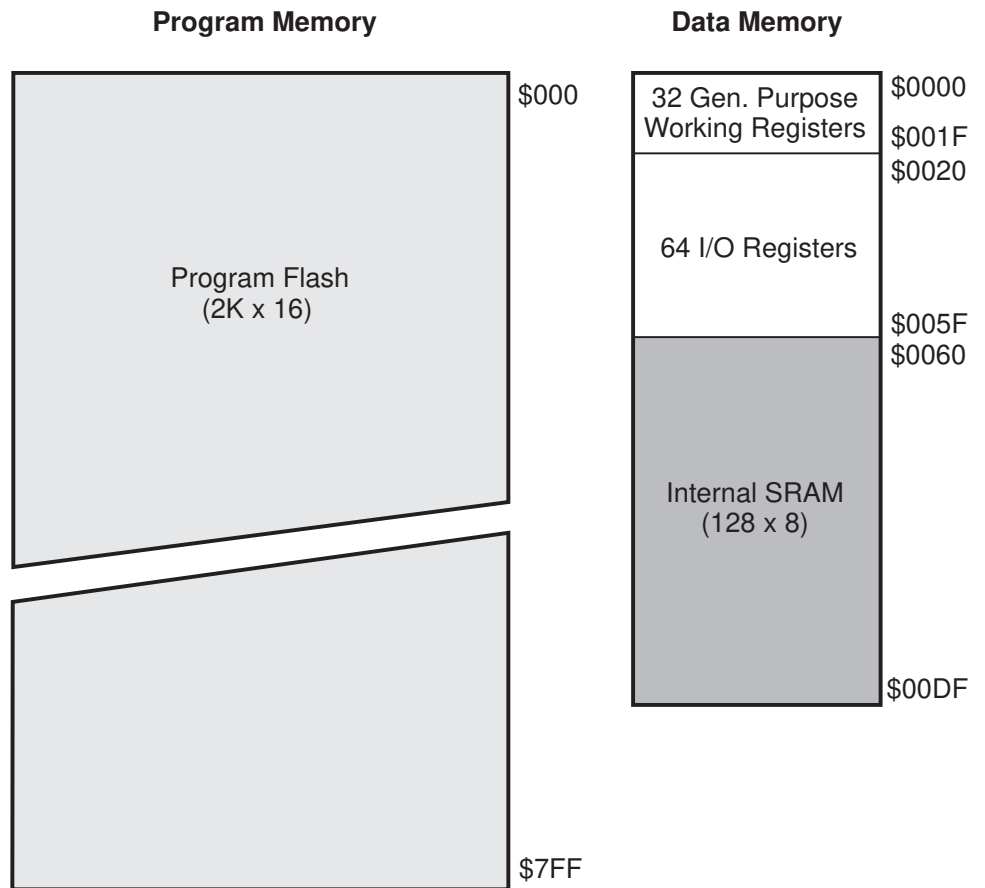 Program Memory
$000
Program Flash
(2K x 16)
$7FF
Data Memory
32 Gen. Purpose
Working Registers
$0000
$001F
$0020
64 I/O Registers
$005F
$0060
Internal SRAM
(128 x 8)
$00DF